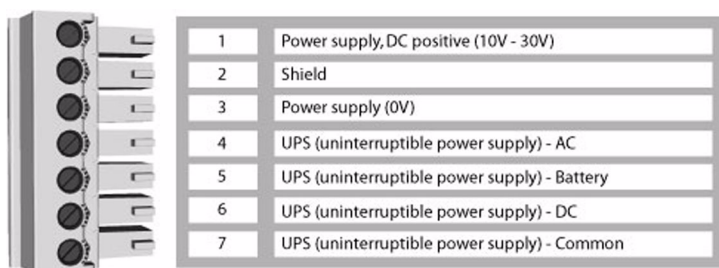 1 Power supply, DC positive (10V - 30V)
2 Shield
3 Power supply (0V)
4 UPS (uninterruptible power supply) - AC
5 UPS (uninterruptible power supply) - Battery
6 UPS (uninterruptible power supply) - DC
7 UPS (uninterruptible power supply) - Common